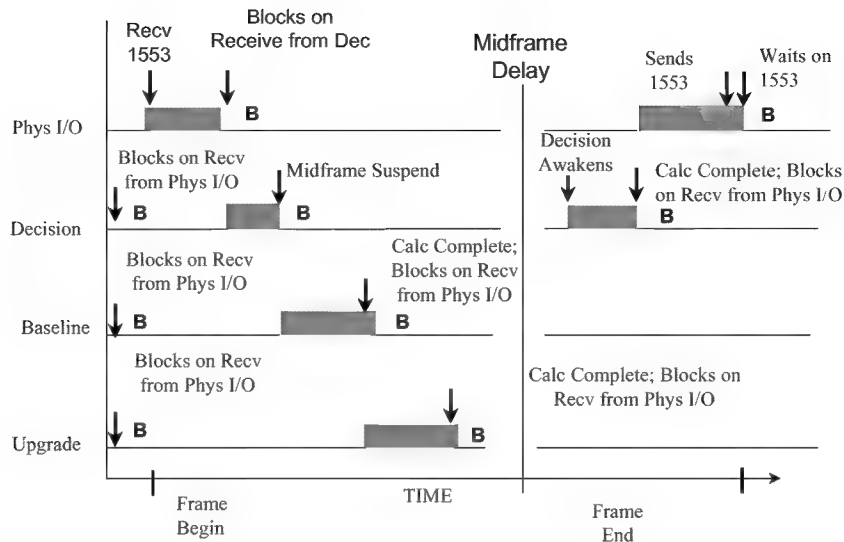 Recv
1553
Blocks on
Receive from Dec
Midframe
Delay
Sends
1553
Waits on
1553
B
B
Phys I/O
Blocks on Recv
from Phys I/O
Midframe Suspend
Decision
Awakens
Calc Complete; Blocks
on Recv from Phys I/O
B
B
B
Decision
Blocks on Recv
from Phys I/O
Calc Complete;
Blocks on Recv
from Phys I/O
B
B
Baseline
Blocks on Recv
from Phys I/O
Calc Complete; Blocks on
Recv from Phys I/O
B
B
Upgrade
TIME
Frame
Begin
Frame
End